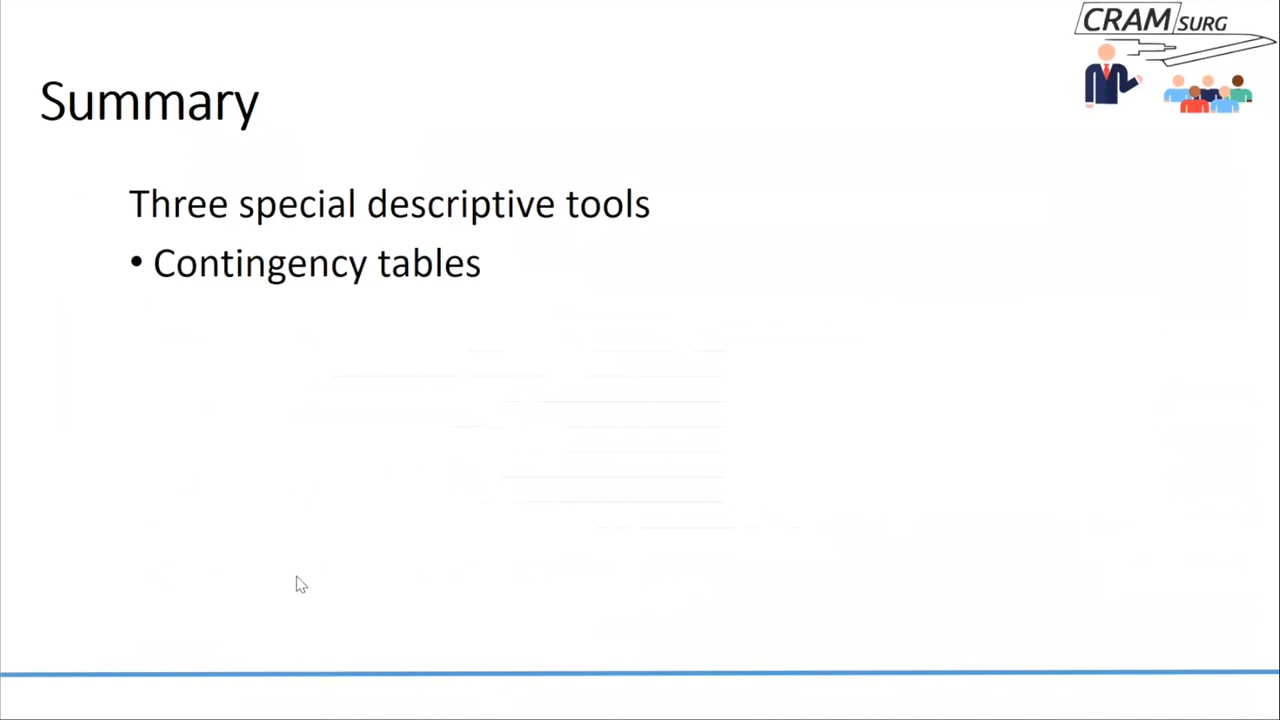 CRAM SURG
Summary
Three special descriptive tools
• Contingency tables